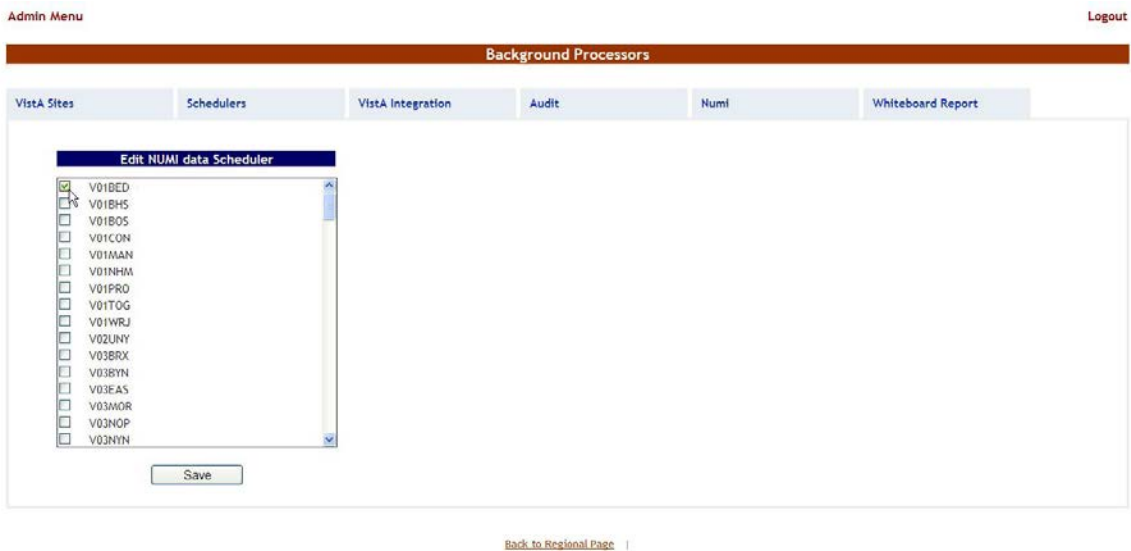 Admin Menu Logout
Background Processors
VistA Sites Schedulers VistA Integration Audit Numi Whiteboard Report
Edit NUMI data Scheduler
V01BED
V01BHS
V01BOS
V01CON
V01MAN
V01NHM
V01PRO
V01TOG
V01WRJ
V02UNY
V03BRX
V03BYN
V03EAS
V03MOR
V03NOP
V03NYN
Save
Back to Regional Page |